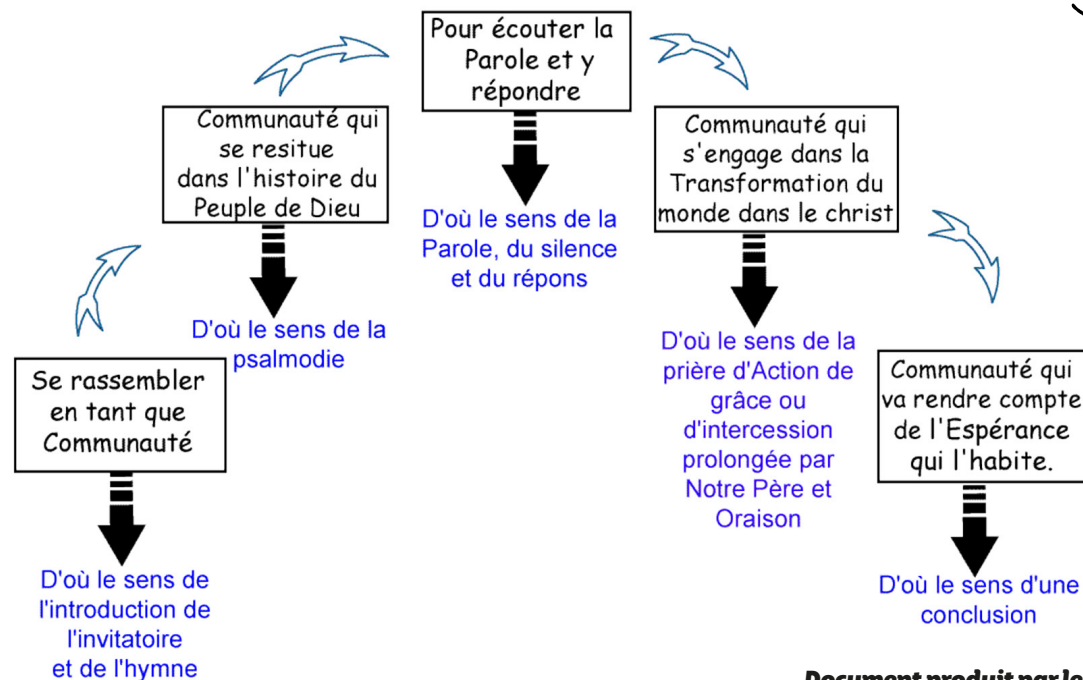 Se rassembler
en tant que
Communauté
D'où le sens de
l'introduction de
l'invitatoire
et de l'hymne
Communauté qui
se resitue
dans l'histoire du
Peuple de Dieu
D'où le sens de la
psalmodie
Pour écouter la
Parole et y
répondre
D'où le sens de la
Parole, du silence
et du répons
Communauté qui
s'engage dans la
Transformation du
monde dans le christ
D'où le sens de la
prière d'Action de
grâce ou
d'intercession
prolongée par
Notre Père et
Oraison
Communauté qui
va rendre compte
de l'Espérance
qui l'habite.
D'où le sens d'une
conclusion
Document produit par le